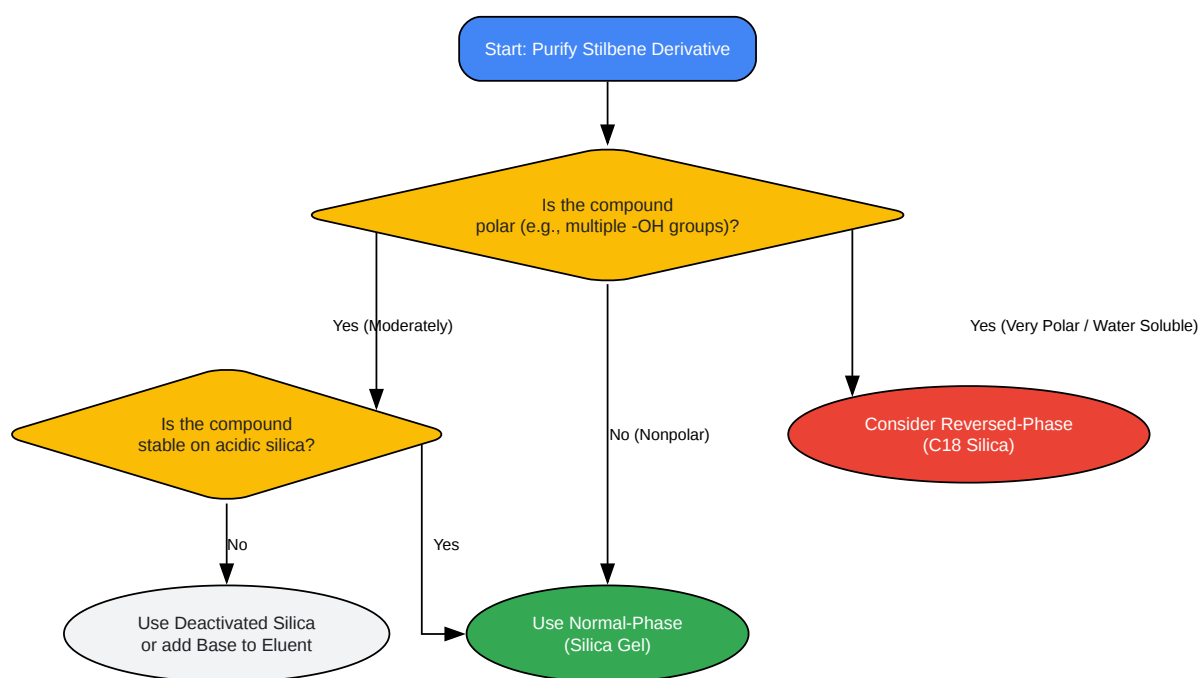 Start: Purify Stilbene Derivative
Is the compound
polar (e.g., multiple -OH groups)?
Yes (Moderately)
Yes (Very Polar / Water Soluble)
Is the compound
stable on acidic silica?
No (Nonpolar)
Consider Reversed-Phase
(C18 Silica)
No
Yes
Use Deactivated Silica
or add Base to Eluent
Use Normal-Phase
(Silica Gel)